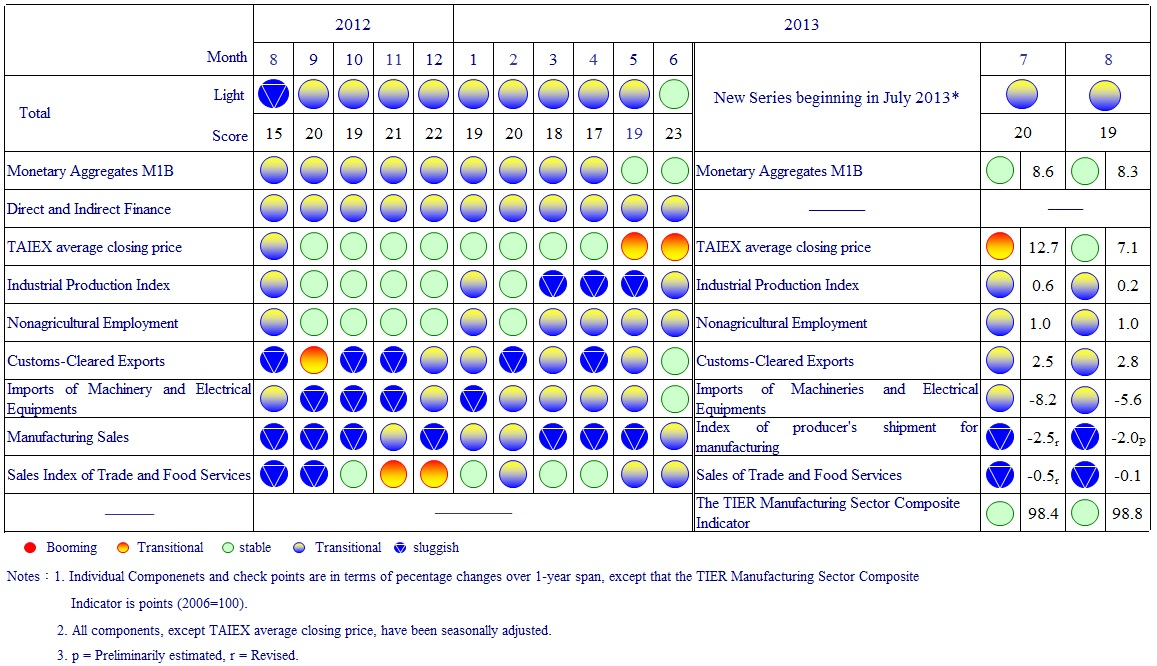 2012 2013
Month 8 9 10 11 12 1 2 3 4 5 6 New Series beginning in July 2013* 7 8
Total Light
Score 15 20 19 21 22 19 20 18 17 19 23 20 19
Monetary Aggregates M1B Monetary Aggregates M1B 8.6 8.3
Direct and Indirect Finance
TAIEX average closing price TAIEX average closing price 12.7 7.1
Industrial Production Index Industrial Production Index 0.6 0.2
Nonagricultural Employment Nonagricultural Employment 1.0 1.0
Customs-Cleared Exports Customs-Cleared Exports 2.5 2.8
Imports of Machinery and Electrical Imports of Machineries and Electrical
Equipments Equipments -8.2 -5.6
Manufacturing Sales Index of producer's shipment for
manufacturing -2.5r -2.0P
Sales Index of Trade and Food Services Sales of Trade and Food Services -0.5r -0.1
The TIER Manufacturing Sector Composite
Indicator 98.4 98.8
Booming Transitional stable Transitional sluggish
Notes：1. Individual Componenets and check points are in terms of pecentage changes over 1-year span, except that the TIER Manufacturing Sector Composite
Indicator is points (2006=100).
2. All components, except TAIEX average closing price, have been seasonally adjusted.
3. p = Preliminarily estimated, r = Revised.